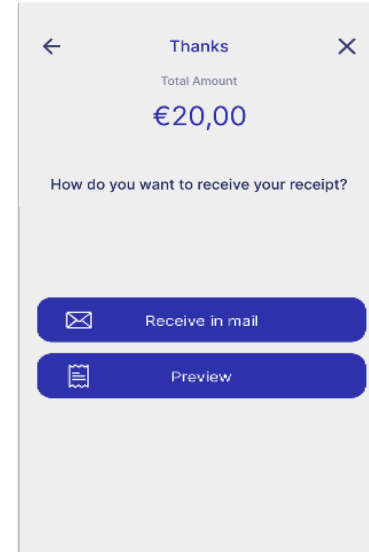 Thanks
Total Amount
€20,00
How do you want to receive your receipt?
Receive in mail
Preview